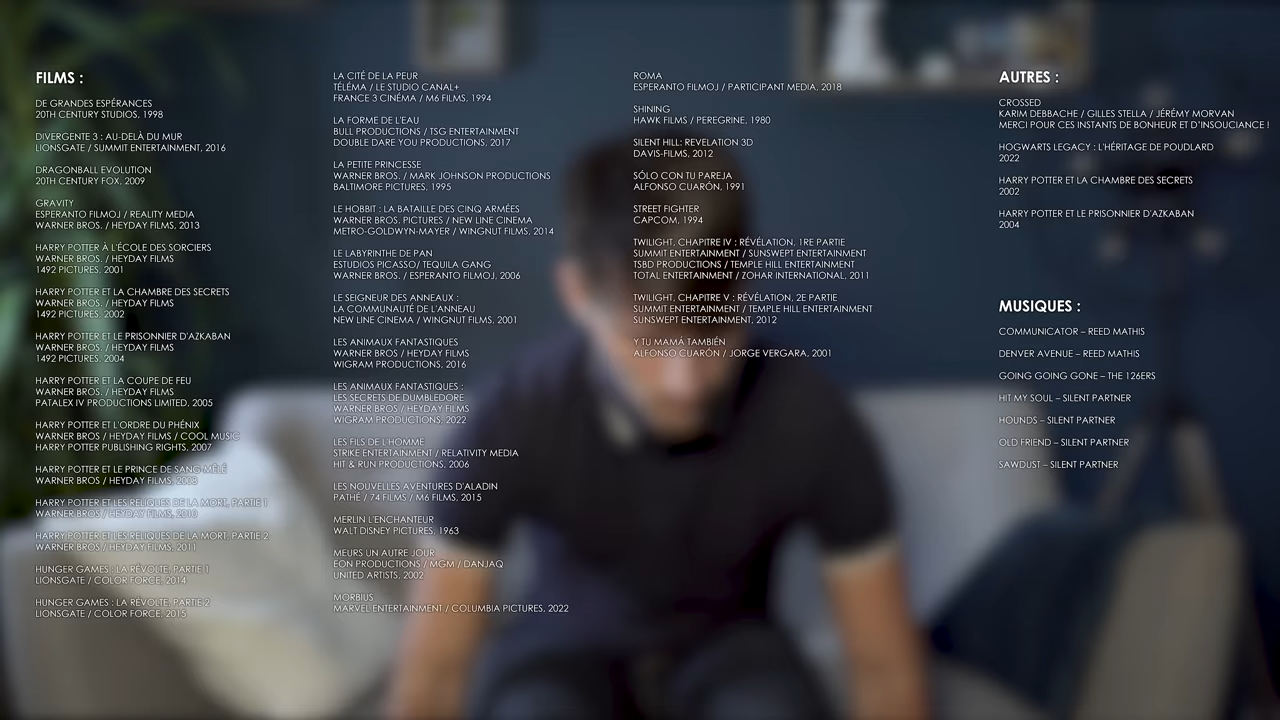 FILMS :
DE GRANDES ESPÉRANCES
20TH CENTURY STUDIOS, 1998
DIVERGENTE 3 : AU-DELÀ DU MUR
LIONSGATE / SUMMIT ENTERTAINMENT, 2016
DRAGONBALL EVOLUTION
20TH CENTURY FOX, 2009
GRAVITY
ESPERANTO FILMOJ / REALITY MEDIA
WARNER BROS. / HEYDAY FILMS, 2013
HARRY POTTER À L'ÉCOLE DES SORCIERS
WARNER BROS. / HEYDAY FILMS
1492 PICTURES, 2001
HARRY POTTER ET LA CHAMBRE DES SECRETS
WARNER BROS. / HEYDAY FILMS
1492 PICTURES, 2002
HARRY POTTER ET LE PRISONNIER D'AZKABAN
WARNER BROS. / HEYDAY FILMS
1492 PICTURES, 2004
HARRY POTTER ET LA COUPE DE FEU
WARNER BROS. / HEYDAY FILMS
PATALEX IV PRODUCTIONS LIMITED, 2005
HARRY POTTER ET L'ORDRE DU PHÉNIX
WARNER BROS / HEYDAY FILMS / COOL MUSIC
HARRY POTTER PUBLISHING RIGHTS, 2007
HARRY POTTER ET LE PRINCE DE SANG-MÊLÉ
WARNER BROS / HEYDAY FILMS, 2008
HARRY POTTER ET LES RELIQUES DE LA MORT, PARTIE 1
WARNER BROS / HEYDAY FILMS, 2010
HARRY POTTER ET LES RELIQUES DE LA MORT, PARTIE 2
WARNER BROS / HEYDAY FILMS, 2011
HUNGER GAMES : LA RÉVOLTE, PARTIE 1
LIONSGATE / COLOR FORCE, 2014
HUNGER GAMES : LA RÉVOLTE, PARTIE 2
LIONSGATE / COLOR FORCE, 2015
LA CITÉ DE LA PEUR
TÉLÉMA / LE STUDIO CANAL+
FRANCE 3 CINÉMA / M6 FILMS, 1994
LA FORME DE L'EAU
BULL PRODUCTIONS / TSG ENTERTAINMENT
DOUBLE DARE YOU PRODUCTIONS, 2017
LA PETITE PRINCESSE
WARNER BROS. / MARK JOHNSON PRODUCTIONS
BALTIMORE PICTURES, 1995
LE HOBBIT : LA BATAILLE DES CINQ ARMÉES
WARNER BROS. PICTURES / NEW LINE CINEMA
METRO-GOLDWYN-MAYER / WINGNUT FILMS, 2014
LE LABYRINTHE DE PAN
ESTUDIOS PICASSO/ TEQUILA GANG
WARNER BROS. / ESPERANTO FILMOJ, 2006
LE SEIGNEUR DES ANNEAUX :
LA COMMUNAUTÉ DE L'ANNEAU
NEW LINE CINEMA / WINGNUT FILMS, 2001
LES ANIMAUX FANTASTIQUES
WARNER BROS / HEYDAY FILMS
WIGRAM PRODUCTIONS, 2016
LES ANIMAUX FANTASTIQUES :
LES SECRETS DE DUMBLEDORE
WARNER BROS / HEYDAY FILMS
WIGRAM PRODUCTIONS, 2022
LES FILS DE L'HOMME
STRIKE ENTERTAINMENT / RELATIVITY MEDIA
HIT & RUN PRODUCTIONS, 2006
LES NOUVELLES AVENTURES D'ALADIN
PATHÉ / 74 FILMS / M6 FILMS, 2015
MERLIN L'ENCHANTEUR
WALT DISNEY PICTURES, 1963
MEURS UN AUTRE JOUR
EON PRODUCTIONS / MGM / DANJAQ
UNITED ARTISTS, 2002
MORBIUS
MARVEL ENTERTAINMENT / COLUMBIA PICTURES, 2022
ROMA
ESPERANTO FILMOJ / PARTICIPANT MEDIA, 2018
SHINING
HAWK FILMS / PEREGRINE, 1980
SILENT HILL: REVELATION 3D
DAVIS-FILMS, 2012
SÓLO CON TU PAREJA
ALFONSO CUARÓN, 1991
STREET FIGHTER
CAPCOM, 1994
TWILIGHT, CHAPITRE IV : RÉVÉLATION, 1RE PARTIE
SUMMIT ENTERTAINMENT / SUNSWEPT ENTERTAINMENT
TSBD PRODUCTIONS / TEMPLE HILL ENTERTAINMENT
TOTAL ENTERTAINMENT / ZOHAR INTERNATIONAL, 2011
TWILIGHT, CHAPITRE V : RÉVÉLATION, 2E PARTIE
SUMMIT ENTERTAINMENT / TEMPLE HILL ENTERTAINMENT
SUNSWEPT ENTERTAINMENT, 2012
Y TU MAMÁ TAMBIÉN
ALFONSO CUARÓN / JORGE VERGARA, 2001
AUTRES :
CROSSED
KARIM DEBBACHE / GILLES STELLA / JÉRÉMY MORVAN
MERCI POUR CES INSTANTS DE BONHEUR ET D'INSOUCIANCE !
HOGWARTS LEGACY : L'HÉRITAGE DE POUDLARD
2022
HARRY POTTER ET LA CHAMBRE DES SECRETS
2002
HARRY POTTER ET LE PRISONNIER D'AZKABAN
2004
MUSIQUES :
COMMUNICATOR – REED MATHIS
DENVER AVENUE – REED MATHIS
GOING GOING GONE – THE 126ERS
HIT MY SOUL – SILENT PARTNER
HOUNDS – SILENT PARTNER
OLD FRIEND – SILENT PARTNER
SAWDUST – SILENT PARTNER